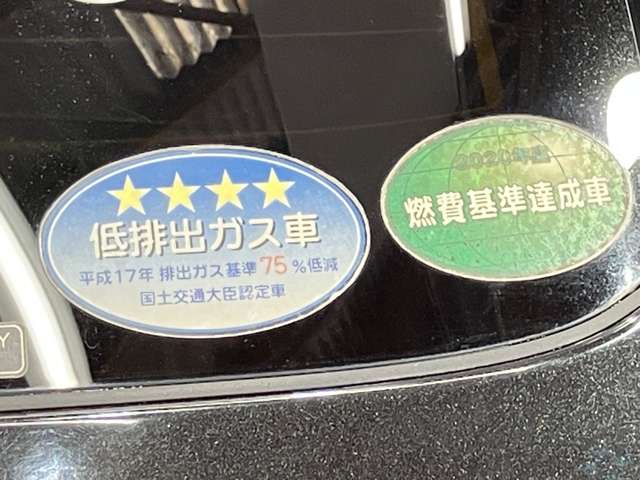 ★★★★
低排出ガス車
平成17年 排出ガス基準75%低減
国土交通大臣認定車
2020年度
燃費基準達成車
Y